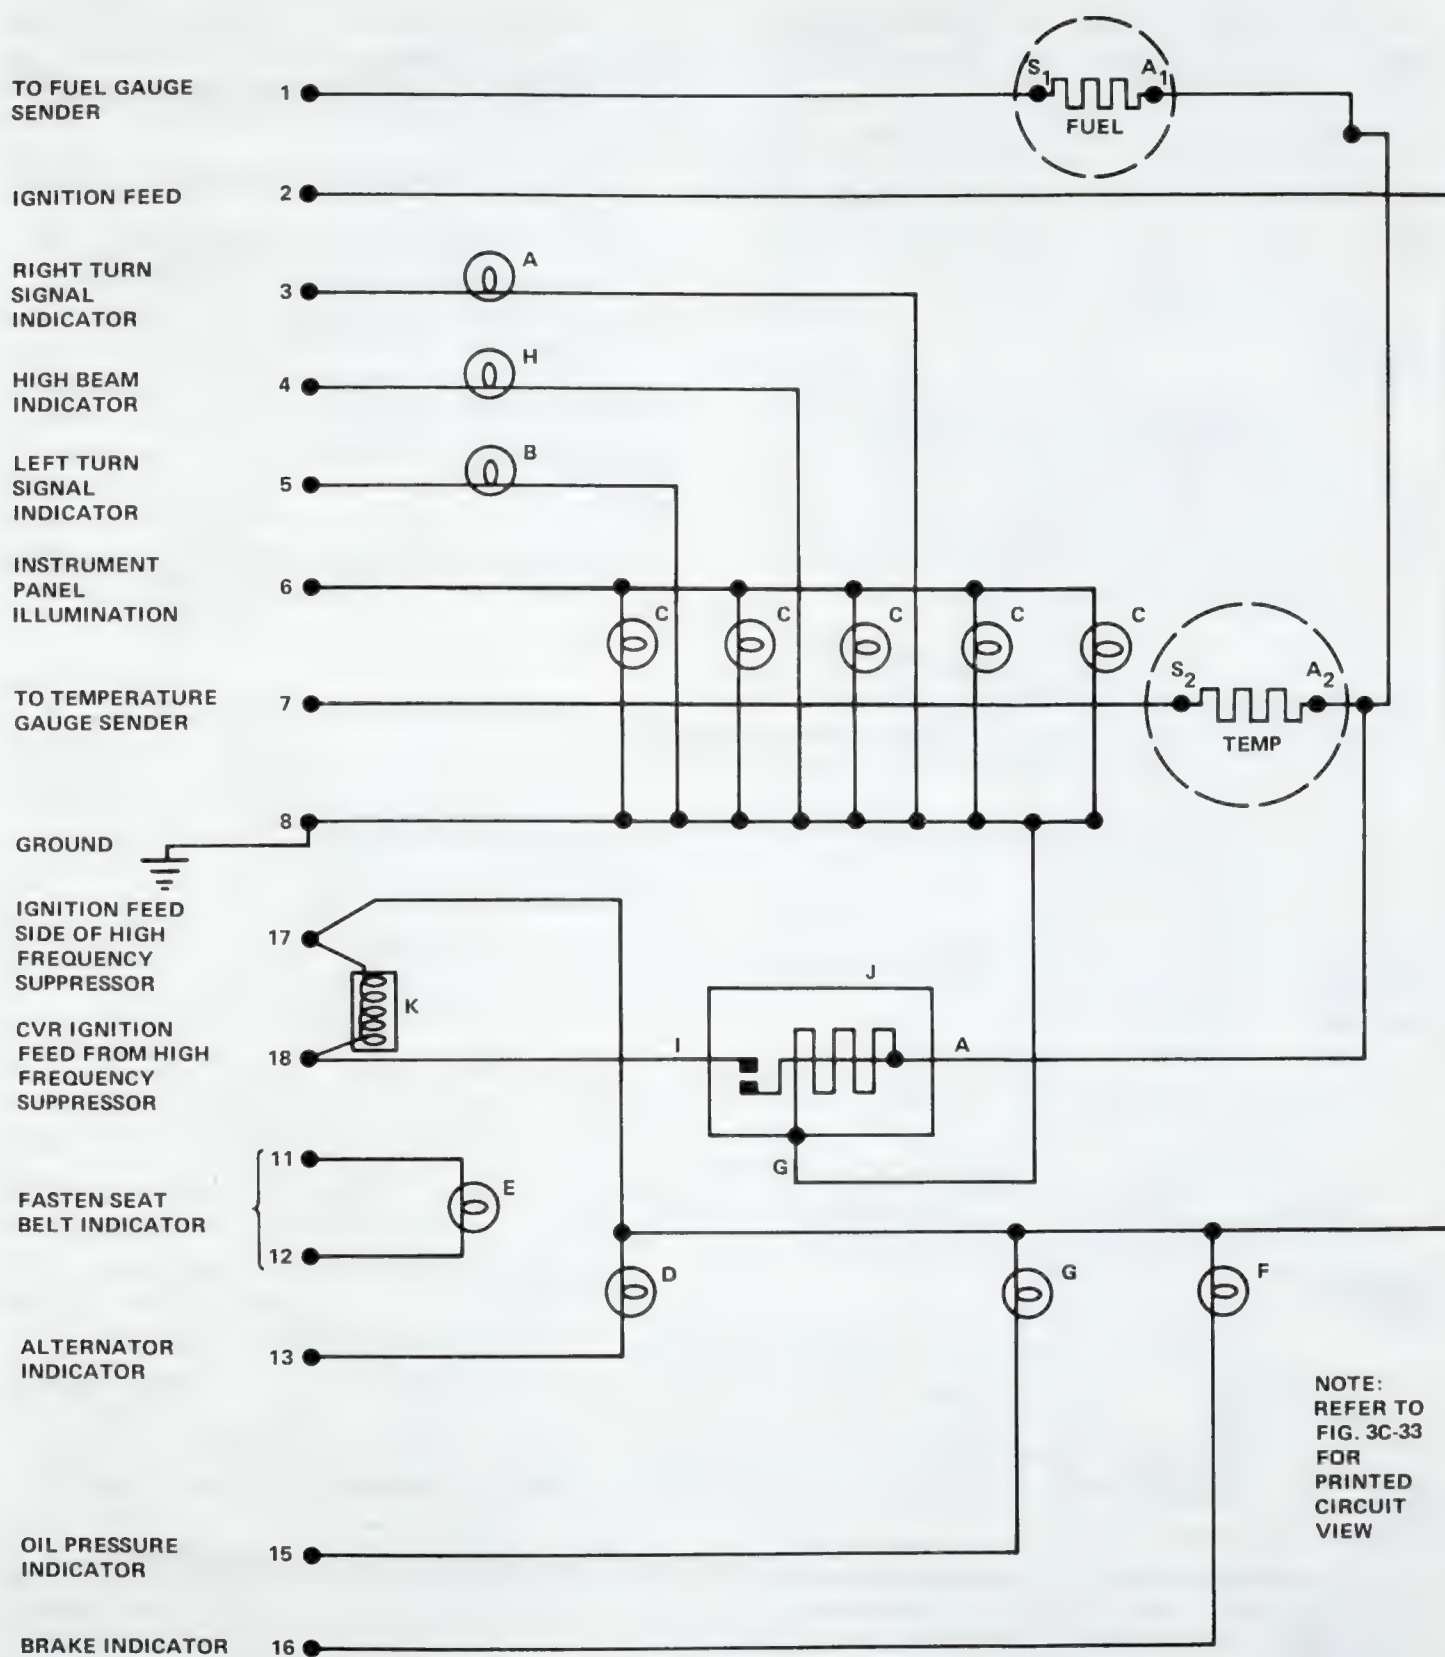 S1 A1
TO FUEL GAUGE
SENDER
1
FUEL
IGNITION FEED
2
RIGHT TURN
SIGNAL
INDICATOR
3
A
HIGH BEAM
INDICATOR
4
H
LEFT TURN
SIGNAL
INDICATOR
5
B
INSTRUMENT
PANEL
ILLUMINATION
6
C C C C C
TO TEMPERATURE
GAUGE SENDER
7
S2 A2
TEMP
8
GROUND
IGNITION FEED
SIDE OF HIGH
FREQUENCY
SUPPRESSOR
17
K
CVR IGNITION
FEED FROM HIGH
FREQUENCY
SUPPRESSOR
18
I
J
A
G
11
FASTEN SEAT
BELT INDICATOR
12
E
D
G
F
ALTERNATOR
INDICATOR
13
NOTE:
REFER TO
FIG. 3C-33
FOR
PRINTED
CIRCUIT
VIEW
OIL PRESSURE
INDICATOR
15
BRAKE INDICATOR
16